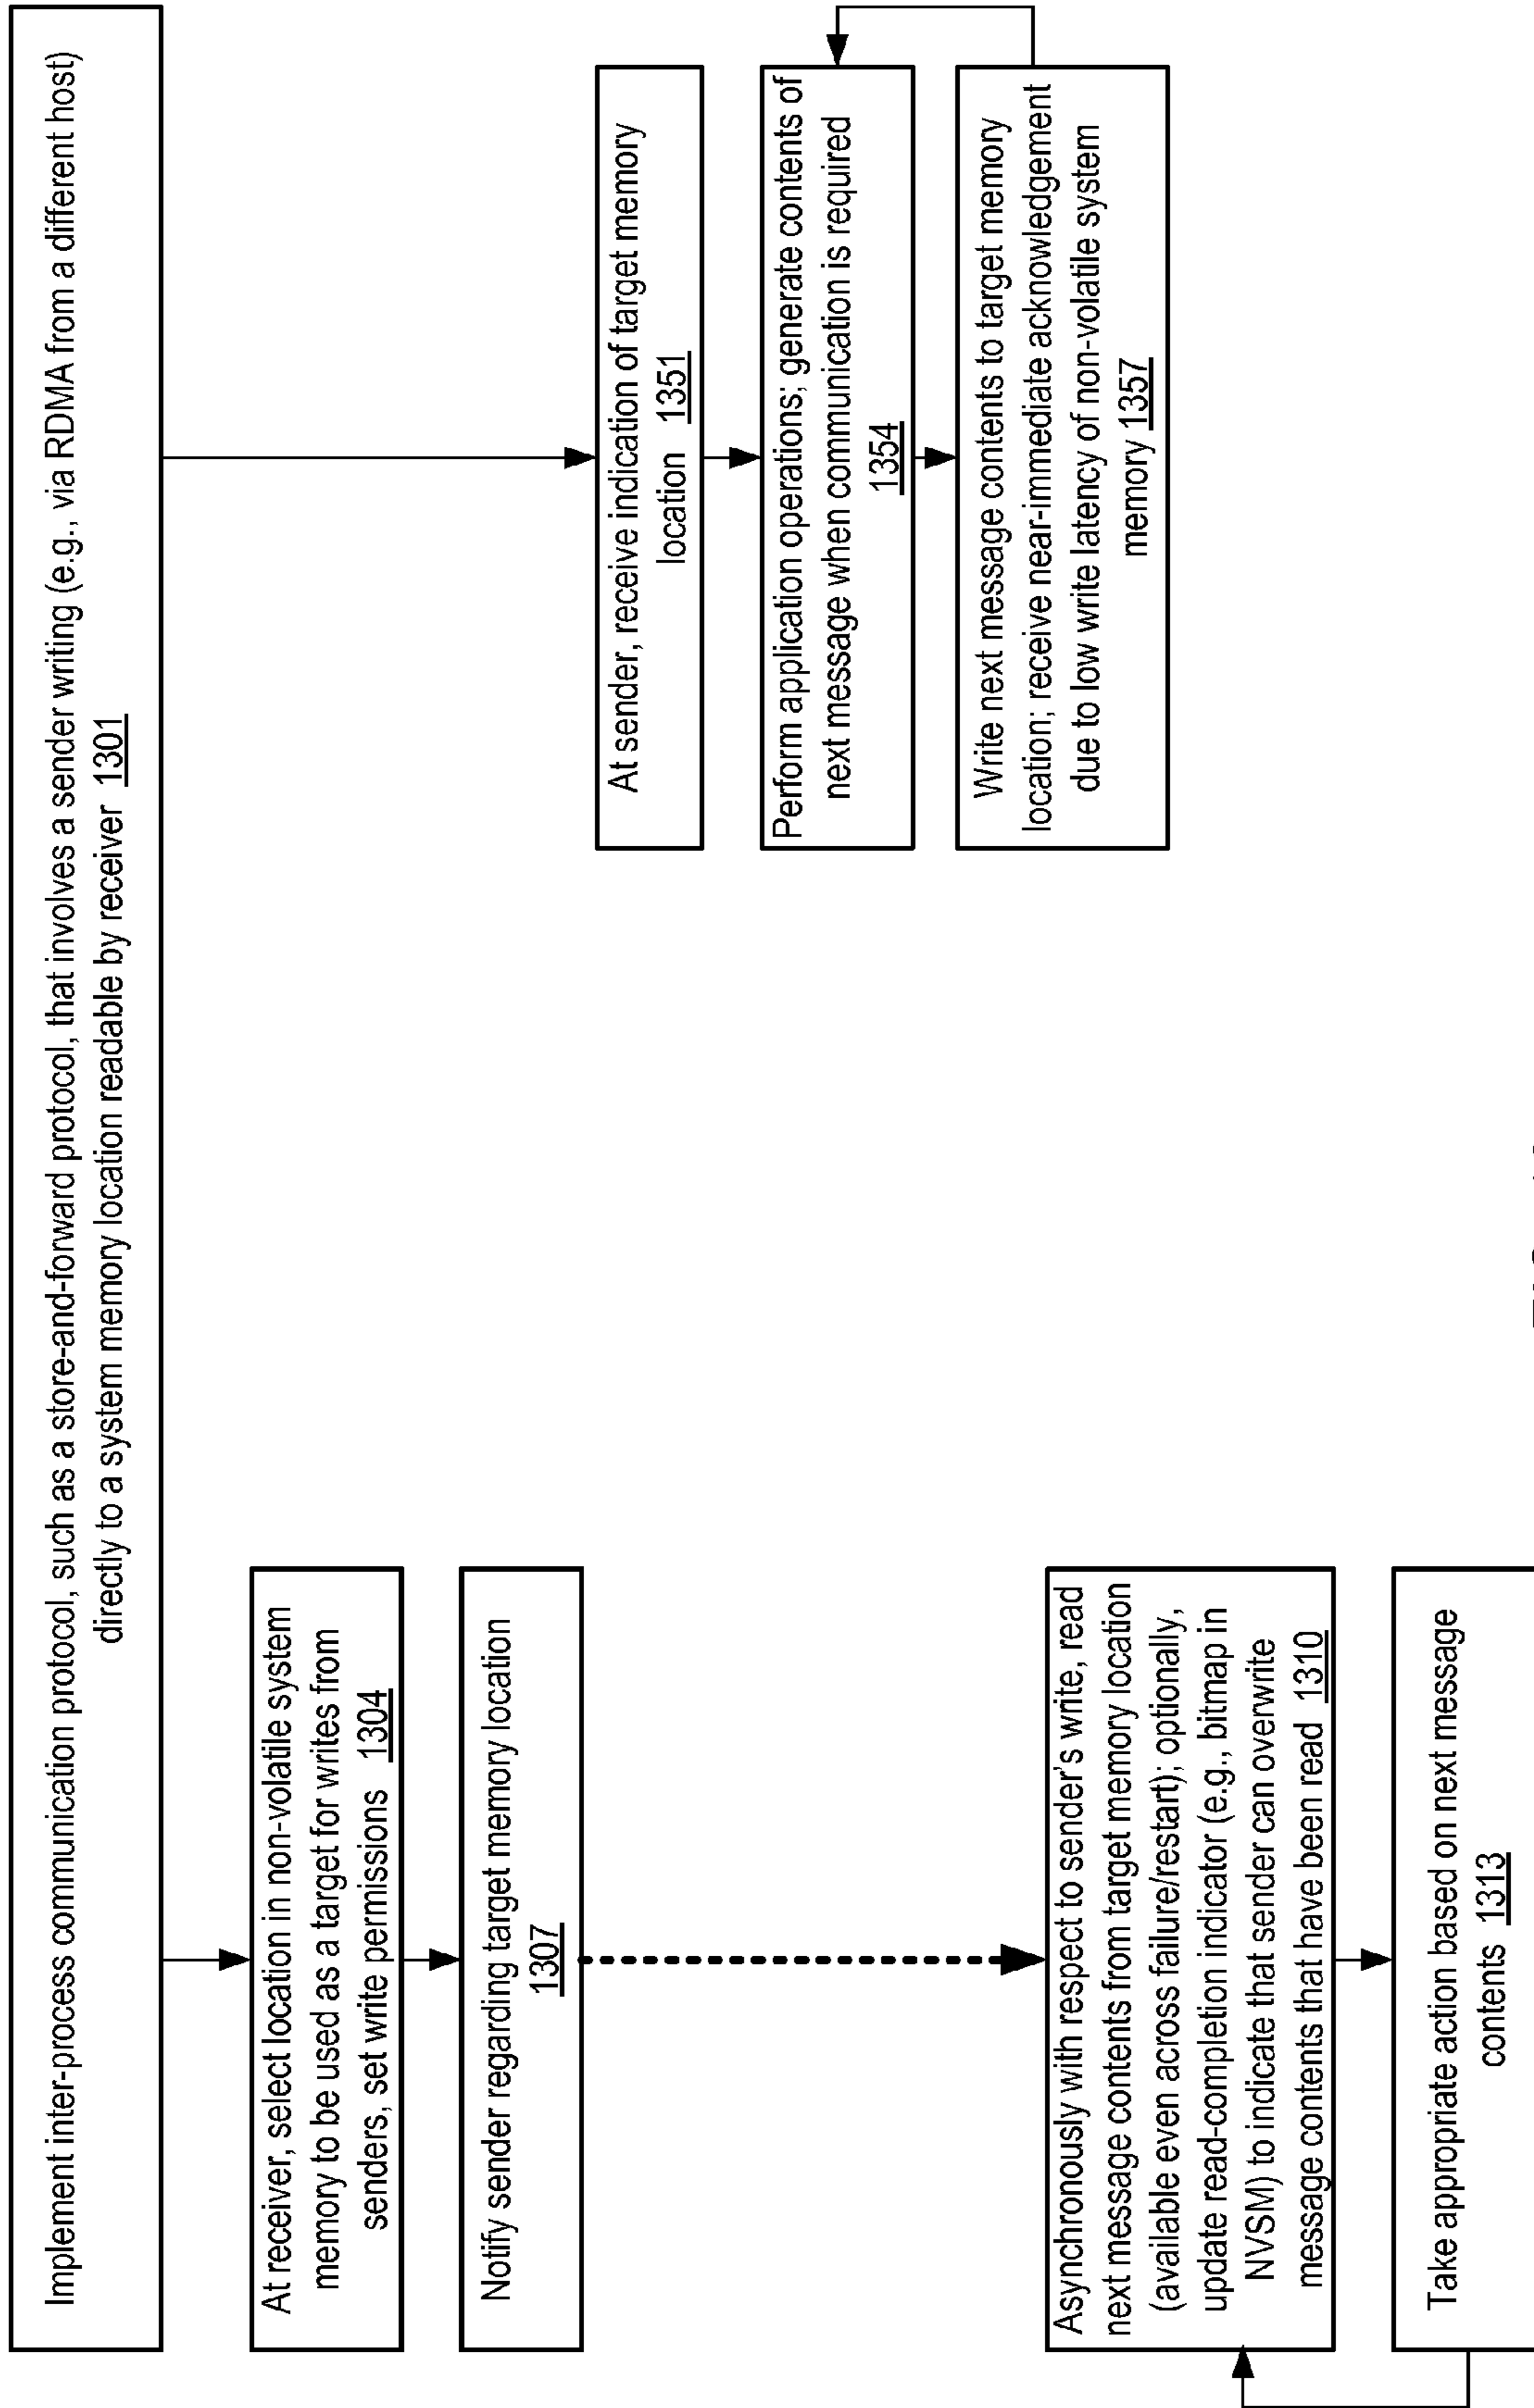 Implement inter-process communication protocol, such as a store-and-forward protocol, that involves a sender writing (e.g., via RDMA from a different host)
directly to a system memory location readable by receiver 1301
At receiver, select location in non-volatile system
memory to be used as a target for writes from
senders, set write permissions 1304
Notify sender regarding target memory location
1307
Asynchronously with respect to sender's write, read
next message contents from target memory location
(available even across failure/restart); optionally,
update read-completion indicator (e.g., bitmap in
NVSM) to indicate that sender can overwrite
message contents that have been read 1310
Take appropriate action based on next message
contents 1313
At sender, receive indication of target memory
location 1351
Perform application operations; generate contents of
next message when communication is required
1354
Write next message contents to target memory
location; receive near-immediate acknowledgement
due to low write latency of non-volatile system
memory 1357